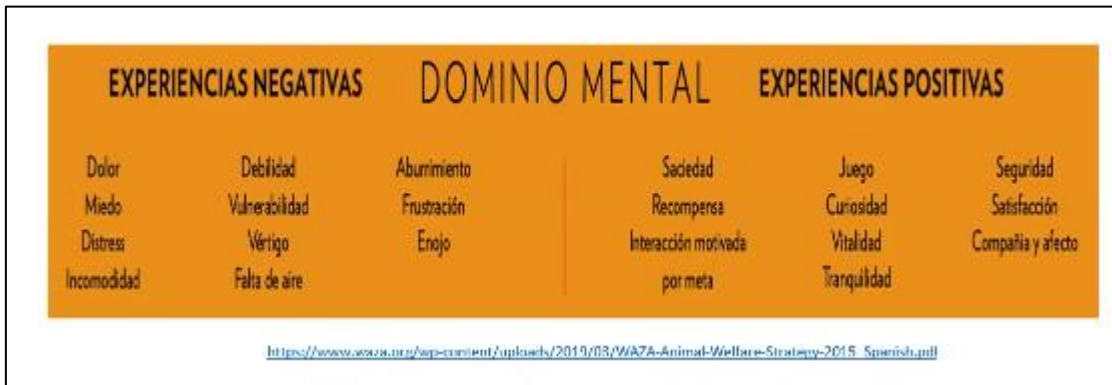 EXPERIENCIAS NEGATIVAS DOMINIO MENTAL EXPERIENCIAS POSITIVAS
Dolor Debilidad Aburrimiento Saciedad Juego Seguridad
Miedo Vulnerabilidad Frustración Recompensa Curiosidad Satisfacción
Distress Vértigo Enojo Interacción motivada Vitalidad Compañia y afecto
Incomodidad Falta de aire por meta Tranquilidad
https://www.waza.org/wp-content/uploads/2019/03/WAZA-Animal-Welfare-Strategy-2015_Spanish.pdf